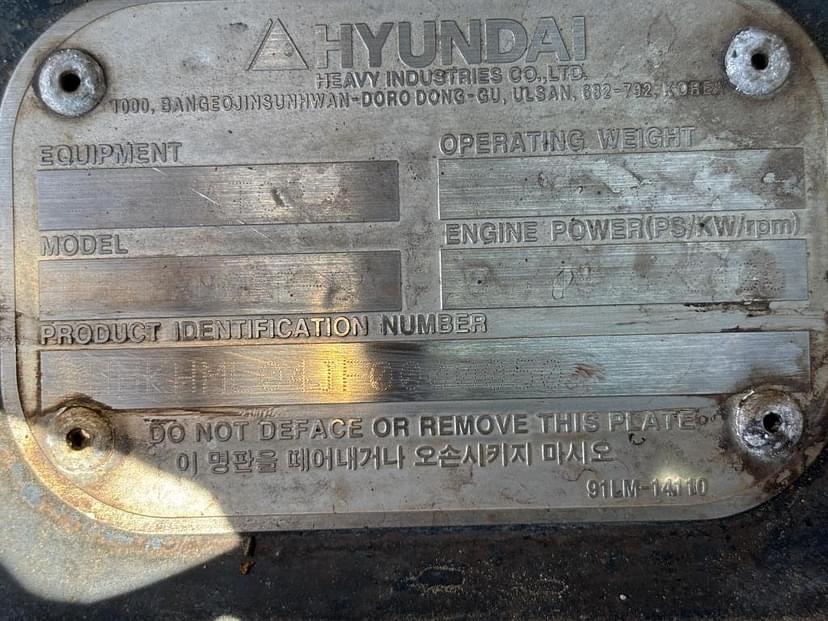 HYUNDAI
HEAVY INDUSTRIES CO.,LTD.
1000, BANGEOJINSUNHWAN-DORO DONG-GU, ULSAN, 682-792, KOREA
EQUIPMENT
OPERATING WEIGHT
MODEL
ENGINE POWER(PS/KW/rpm)
PRODUCT IDENTIFICATION NUMBER
DO NOT DEFACE OR REMOVE THIS PLATE
이 명판을 떼어내거나 오손시키지 마시오
91LM-14110